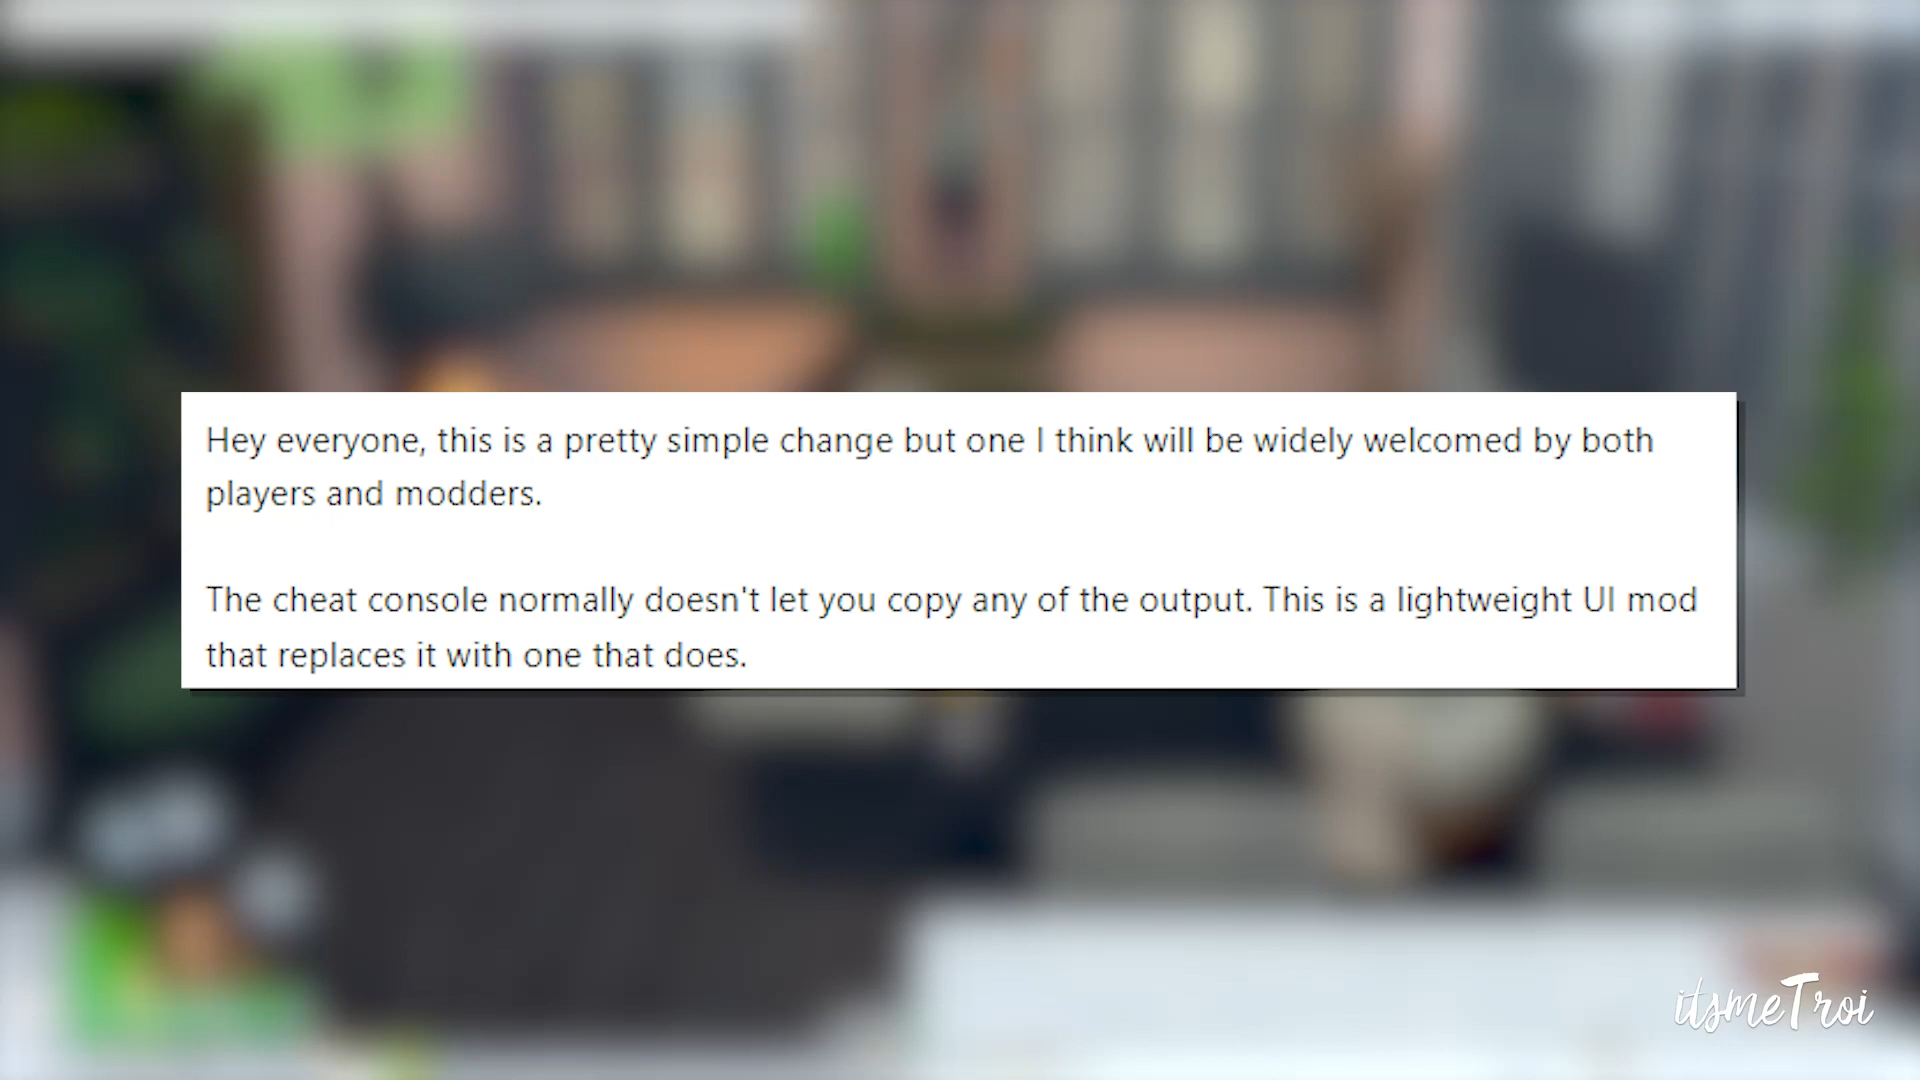 Hey everyone, this is a pretty simple change but one I think will be widely welcomed by both
players and modders.
The cheat console normally doesn't let you copy any of the output. This is a lightweight UI mod
that replaces it with one that does.
itsmeTroi